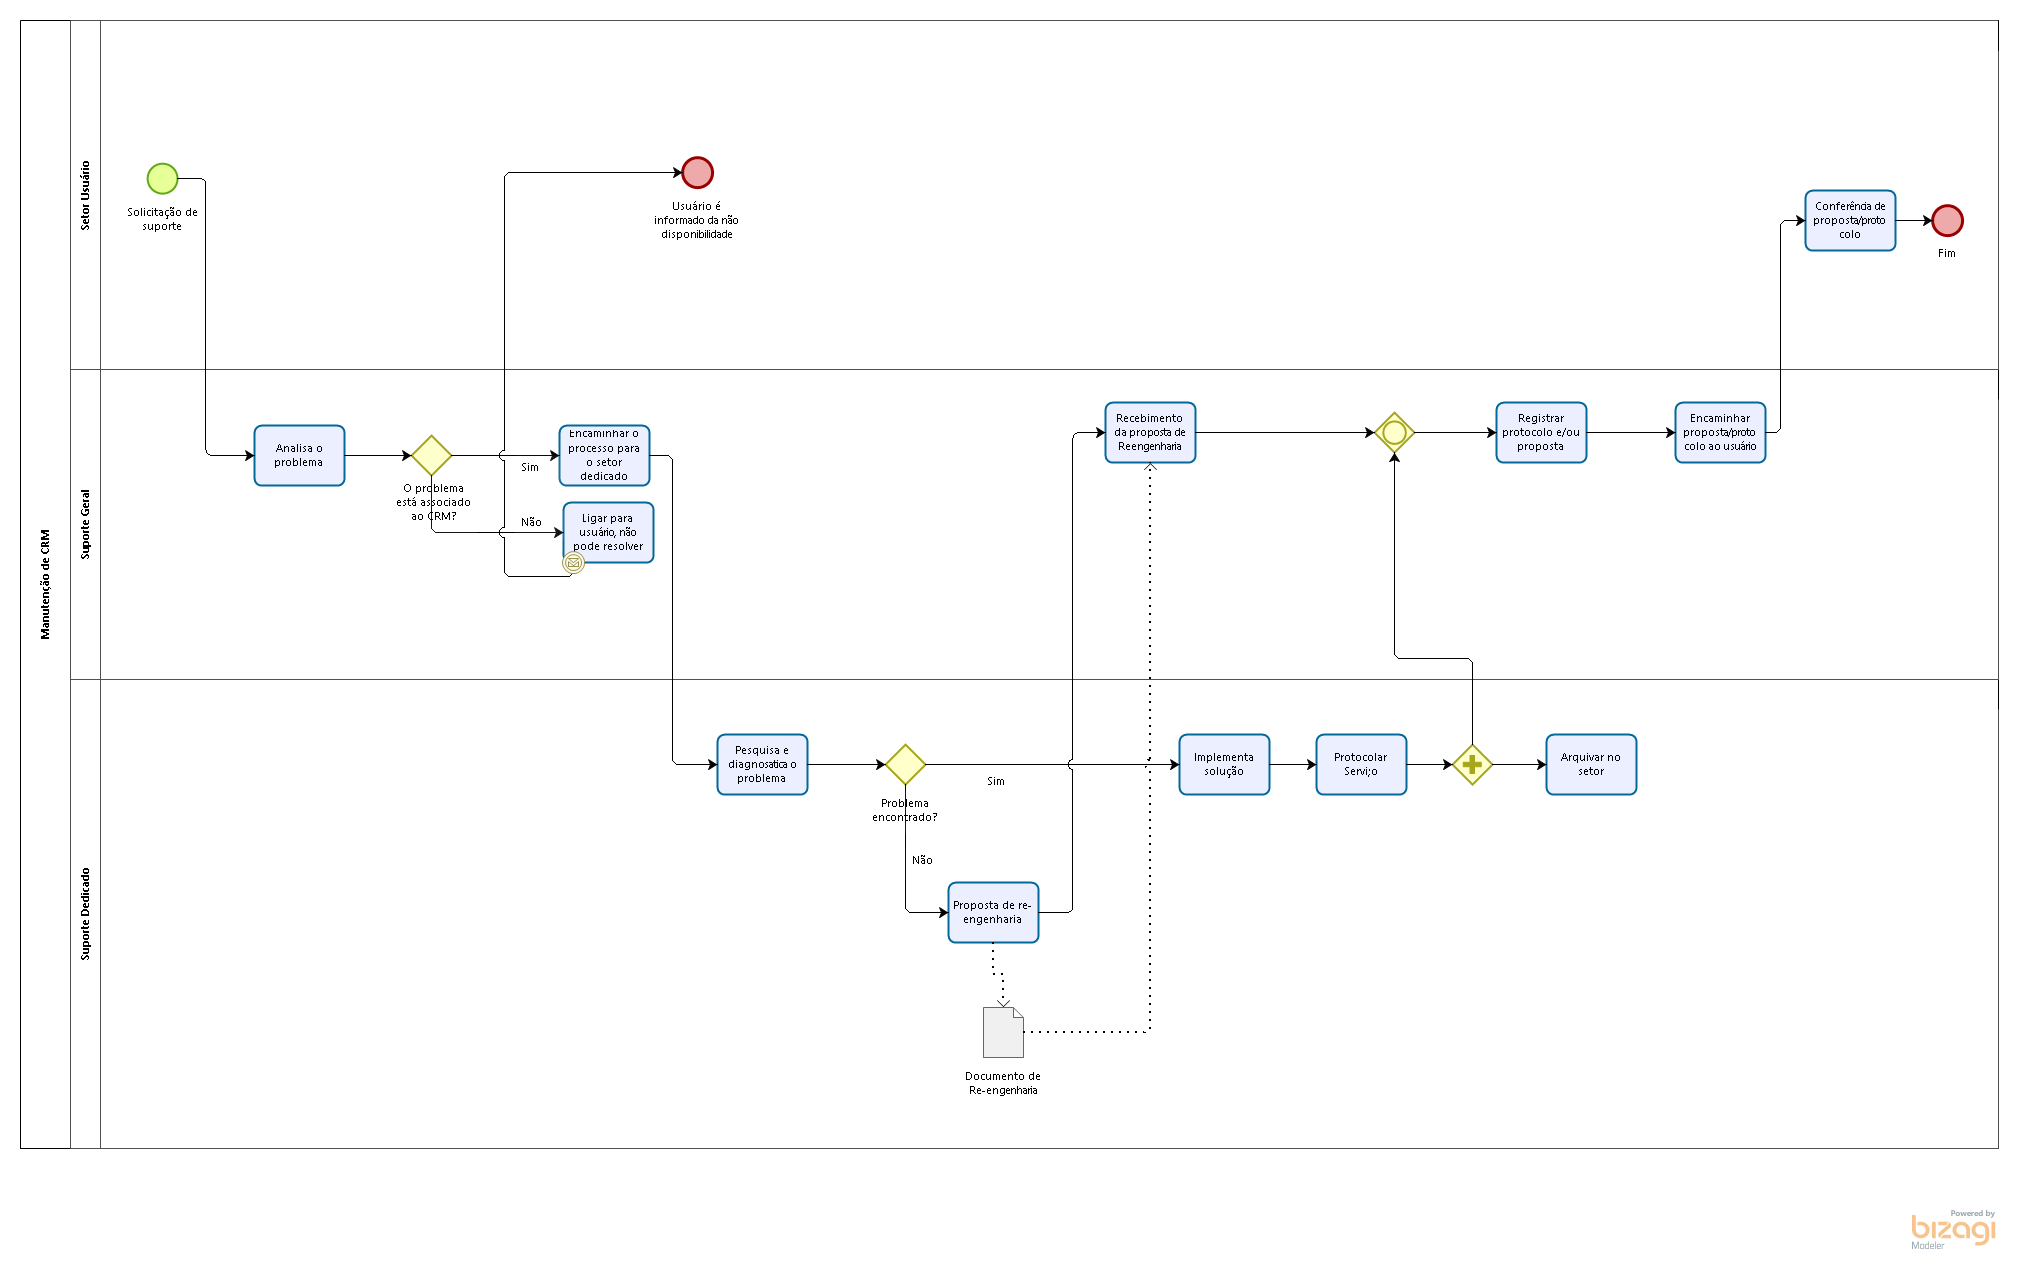 Manutenção de CRM
Setor Usuário
Solicitação de
suporte
Usuário é
informado da não
disponibilidade
Conferência de
proposta/proto
colo
Fim
Suporte Geral
Analisa o
problema
O problema
está associado
ao CRM?
Sim
Encaminhar o
processo para
o setor
dedicado
Não
Ligar para
usuário, não
pode resolver
Recebimento
da proposta de
Reengenharia
Registrar
protocolo e/ou
proposta
Encaminhar
proposta/proto
colo ao usuário
Suporte Dedicado
Pesquisa e
diagnosatica o
problema
Problema
encontrado?
Sim
Não
Implementa
solução
Protocolar
Servi;o
Arquivar no
setor
Proposta de re-
engenharia
Documento de
Re-engenharia
Powered by
bizagi
Modeler